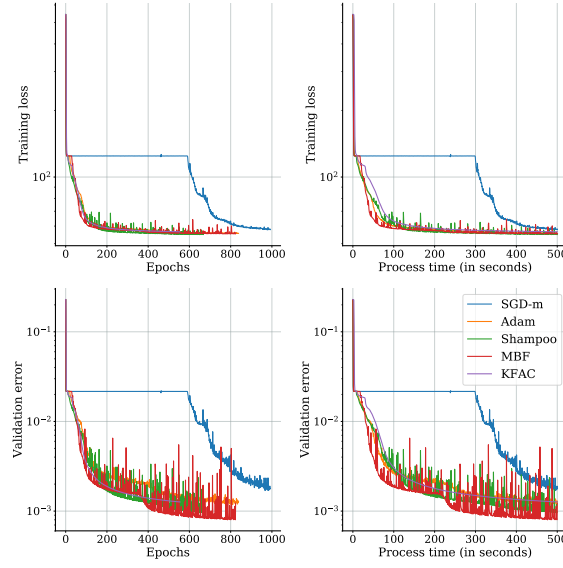 Training loss
10²
0 200 400 600 800 1000
Epochs
Training loss
10²
0 100 200 300 400 500
Process time (in seconds)
Validation error
10⁻¹
10⁻²
10⁻³
0 200 400 600 800 1000
Epochs
Validation error
10⁻¹
10⁻²
10⁻³
0 100 200 300 400 500
Process time (in seconds)
SGD-m
Adam
Shampoo
MBF
KFAC